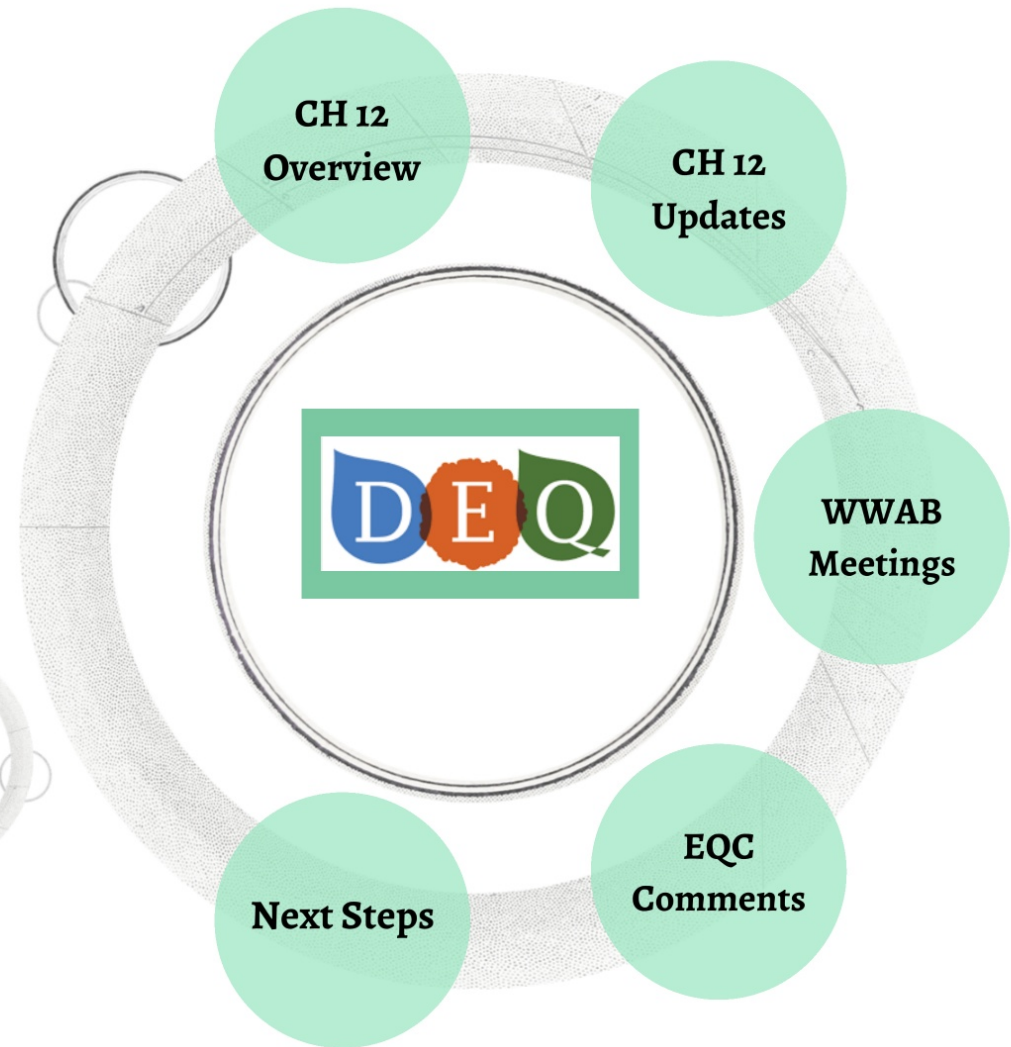 CH 12
Overview
CH 12
Updates
WWAB
Meetings
EQC
Comments
Next Steps
DEQ